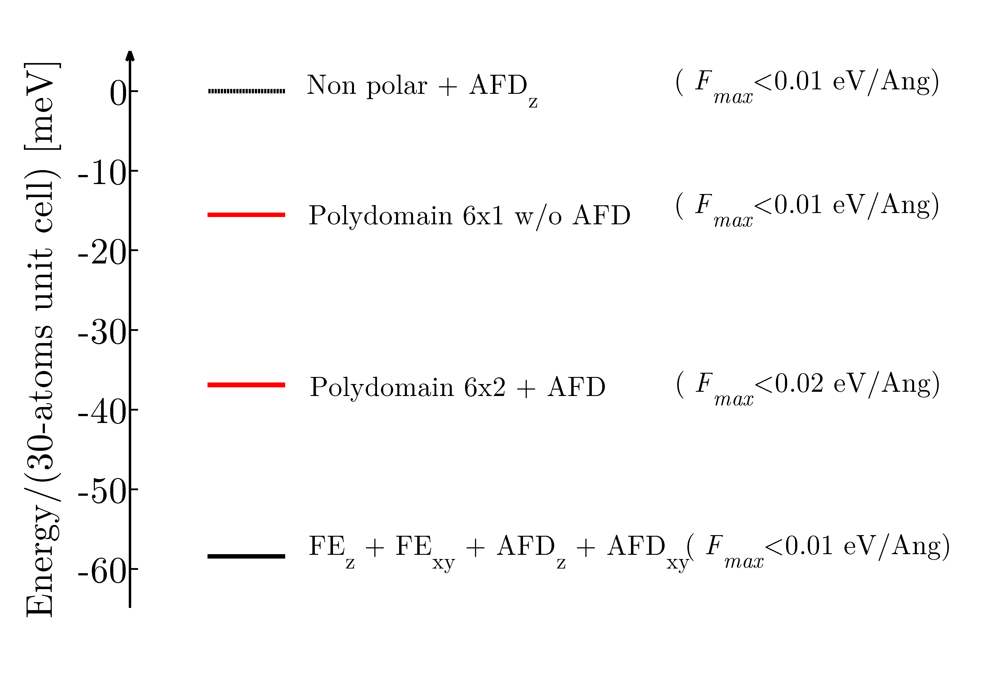 Energy/(30-atoms unit cell) [meV]
0
Non polar + AFD_z
( F_max<0.01 eV/Ang)
-10
Polydomain 6x1 w/o AFD
( F_max<0.01 eV/Ang)
-20
-30
Polydomain 6x2 + AFD
( F_max<0.02 eV/Ang)
-40
-50
FE_z + FE_xy + AFD_z + AFD_xy( F_max<0.01 eV/Ang)
-60